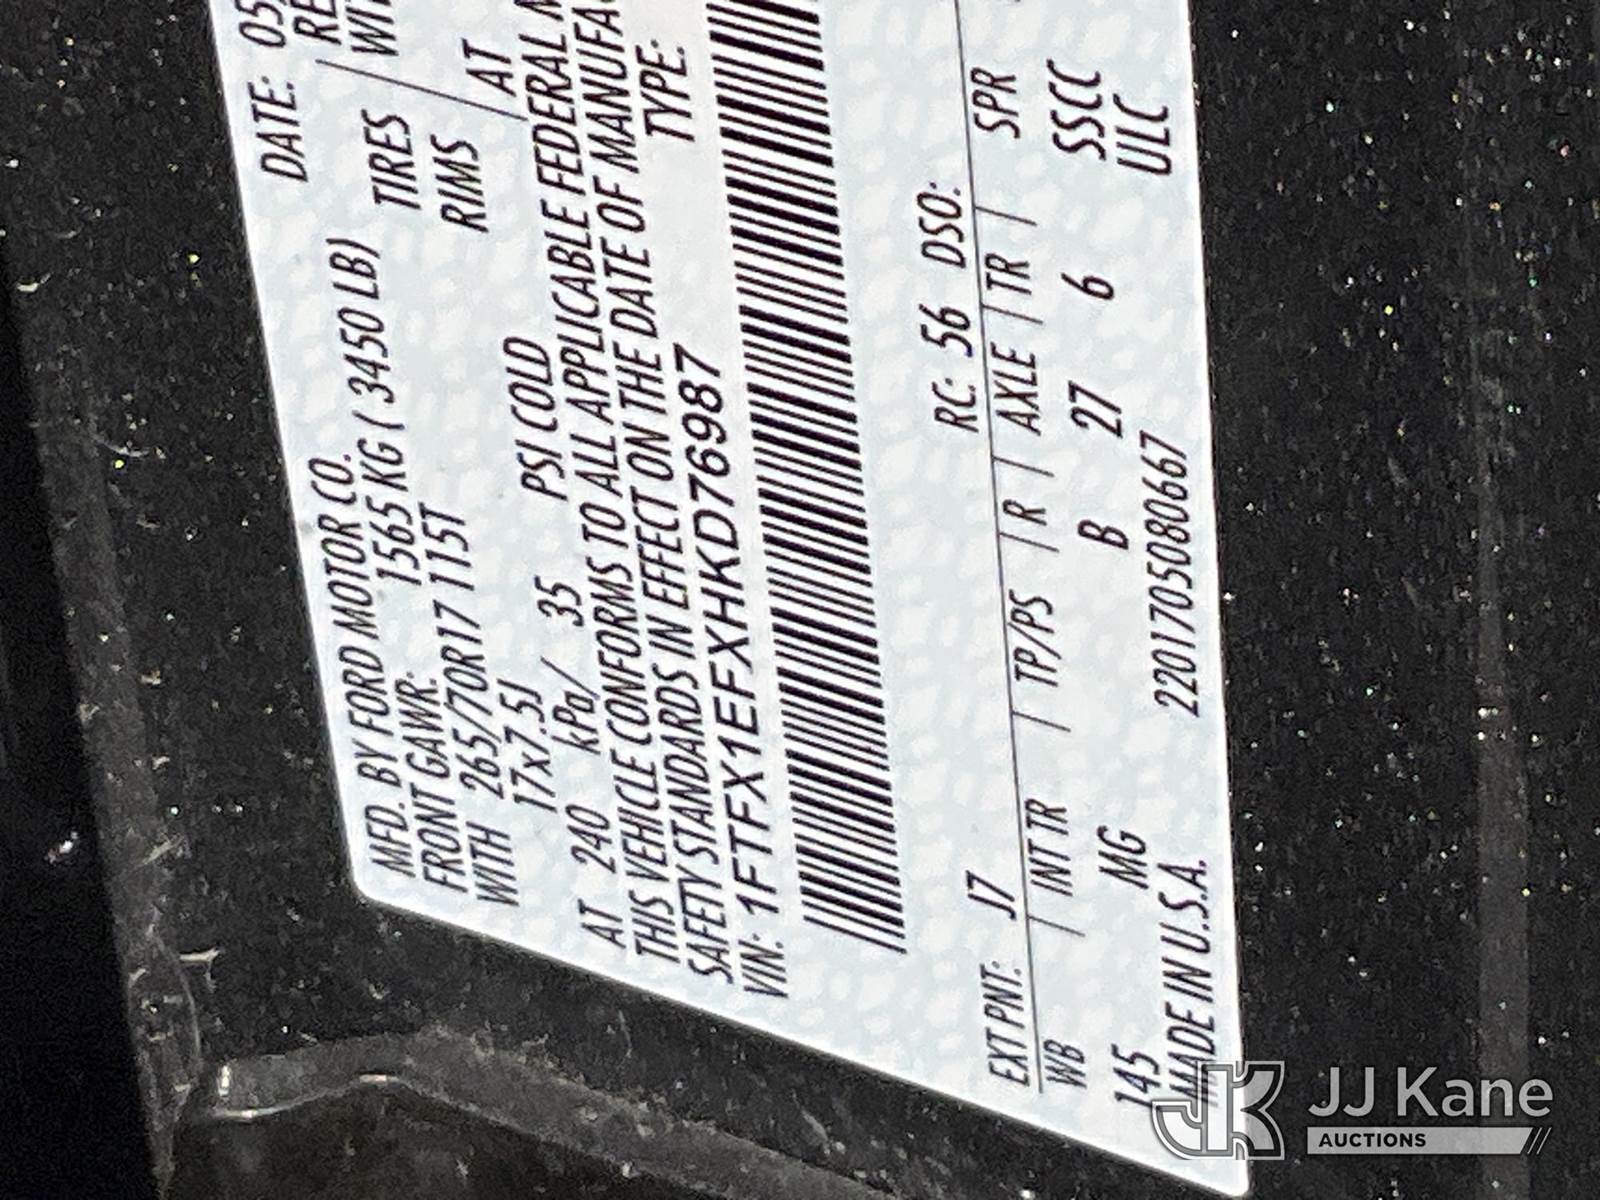 MFD. BY FORD MOTOR CO. DATE: 05
FRONT GAWR: 1565 KG ( 3450 LB)
WITH 265/70R17 115T TIRES
17x7.5J RIMS
AT 240 kPa/ 35 PSI COLD AT
THIS VEHICLE CONFORMS TO ALL APPLICABLE FEDERAL M
SAFETY STANDARDS IN EFFECT ON THE DATE OF MANUFA
VIN: 1FTFX1EFXHKD76987 TYPE:
EXT PNT: J7 RC: 56 DSO:
WB | INT TR | TP/PS | R | AXLE | TR | SPR
145 MG B 27 6 SSCC
MADE IN U.S.A. 2201705080667 ULC
JK JJ Kane
AUCTIONS